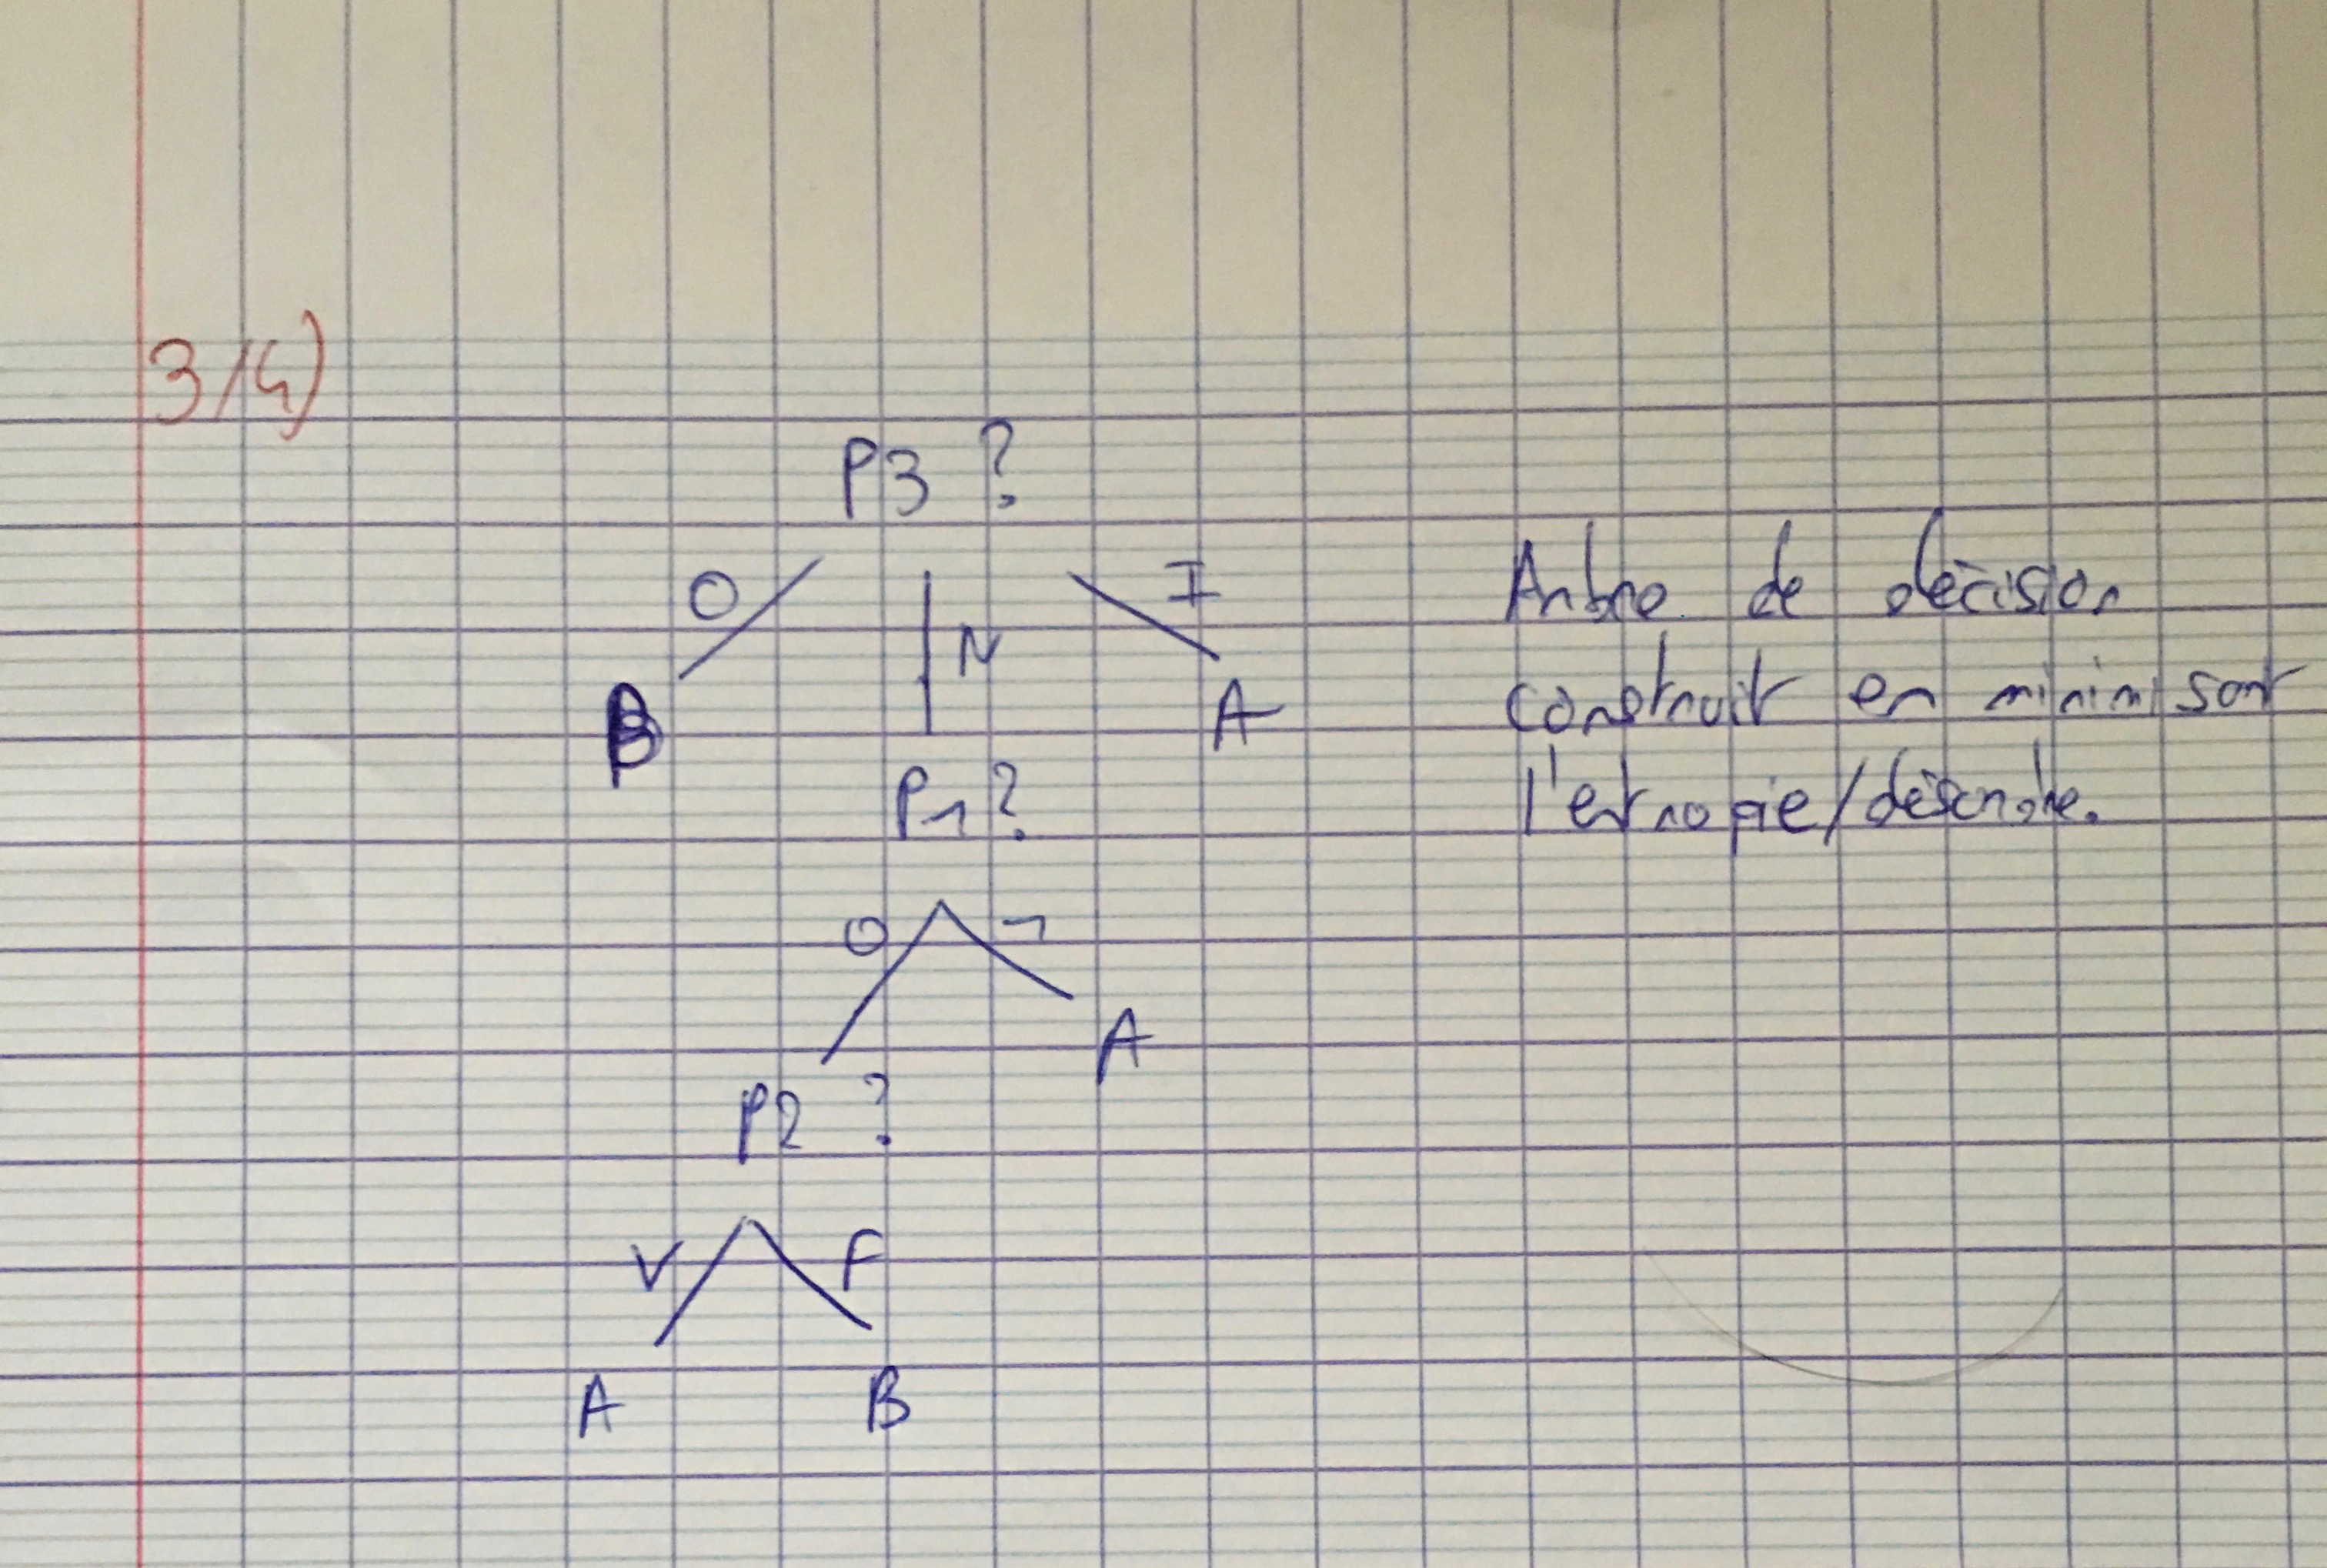 3/4)
P3 ?
O N I
B A
P1 ?
O 1
A
P2 ?
V F
A B
Arbre de décision
construit en minimisant
l'entropie/désordre.